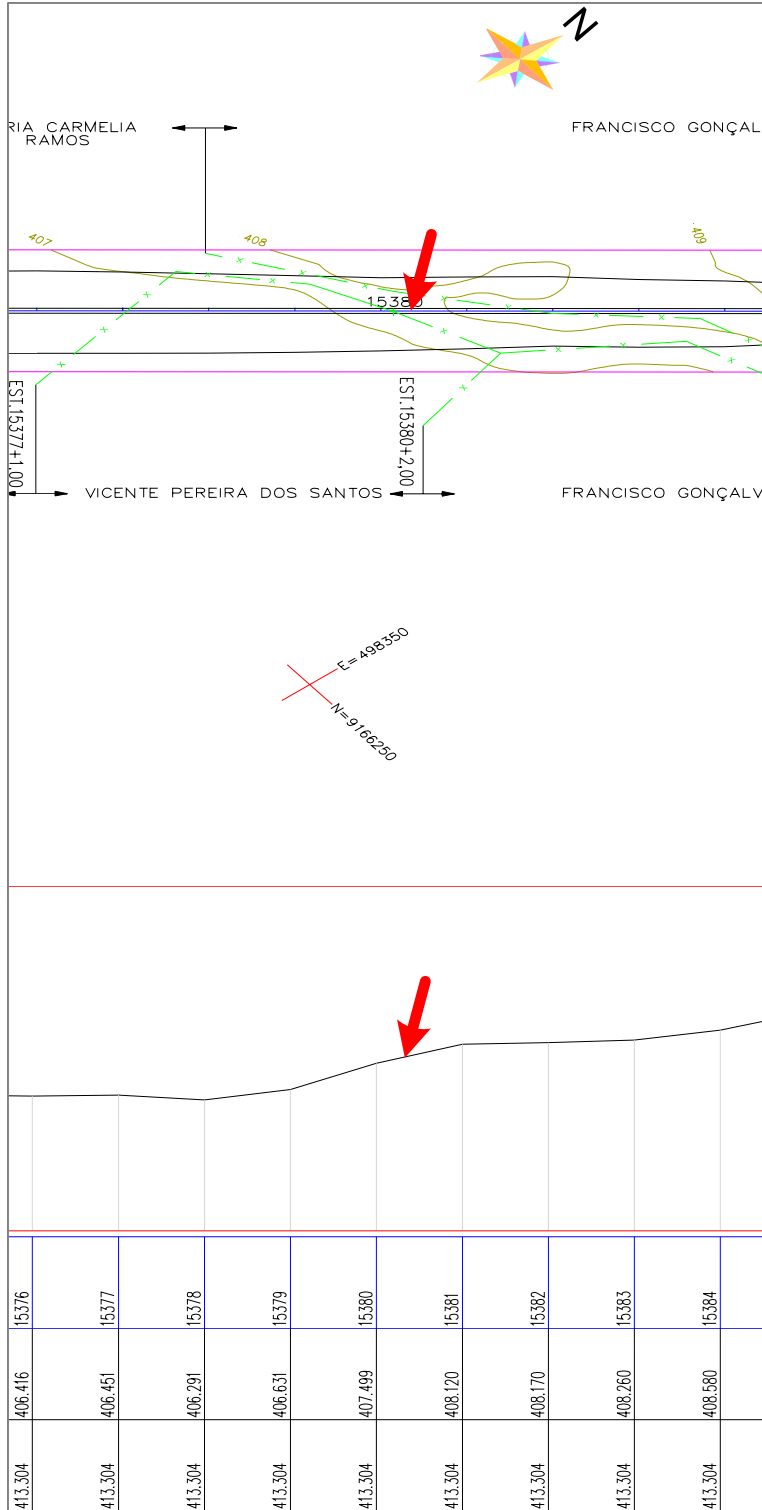 N
RIA CARMELIA
RAMOS
FRANCISCO GONÇAL
407
408
409
15380
EST.15377+1,00
EST.15380+2,00
VICENTE PEREIRA DOS SANTOS
FRANCISCO GONÇALV
E=498350
N=9166250
15376 15377 15378 15379 15380 15381 15382 15383 15384
406.416 406.451 406.291 406.631 407.499 408.120 408.170 408.260 408.580
413.304 413.304 413.304 413.304 413.304 413.304 413.304 413.304 413.304